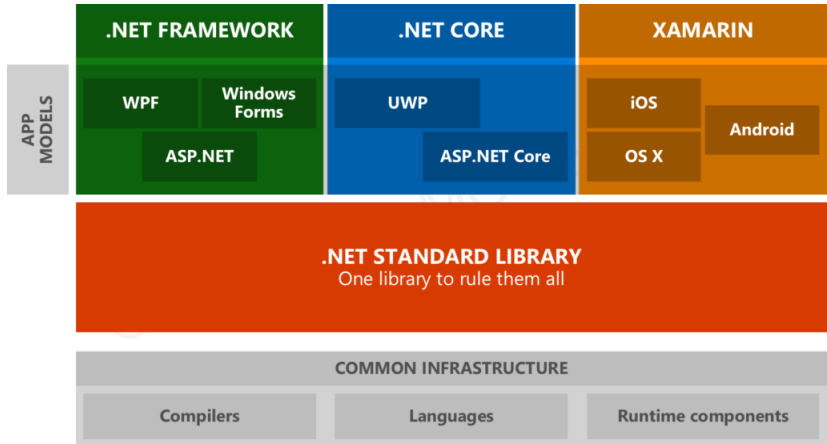 .NET FRAMEWORK
.NET CORE
XAMARIN
APP
MODELS
WPF
Windows
Forms
ASP.NET
UWP
ASP.NET Core
iOS
OS X
Android
.NET STANDARD LIBRARY
One library to rule them all
COMMON INFRASTRUCTURE
Compilers
Languages
Runtime components